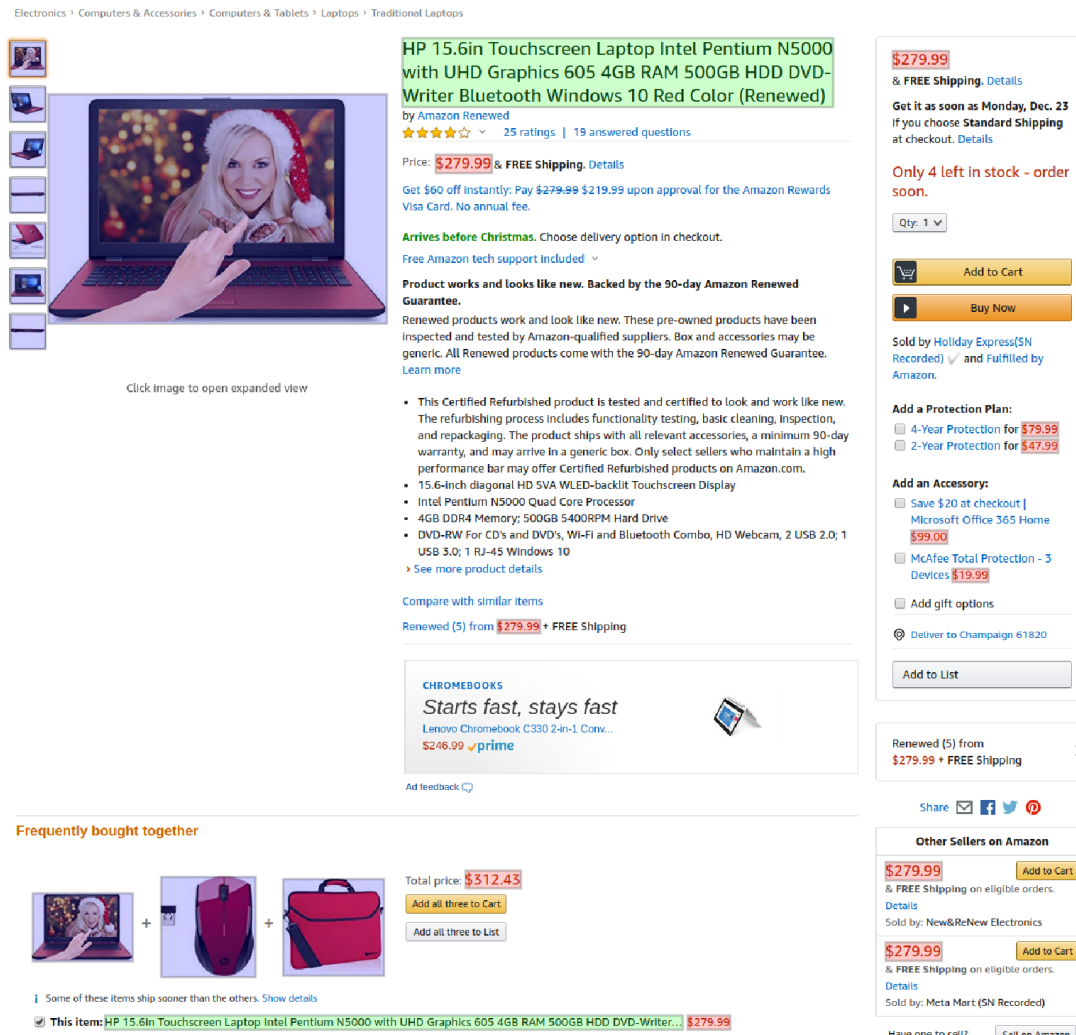 Electronics › Computers & Accessories › Computers & Tablets › Laptops › Traditional Laptops
HP 15.6in Touchscreen Laptop Intel Pentium N5000
with UHD Graphics 605 4GB RAM 500GB HDD DVD-
Writer Bluetooth Windows 10 Red Color (Renewed)
by Amazon Renewed
25 ratings | 19 answered questions
Price: $279.99 & FREE Shipping. Details
Get $60 off instantly: Pay $279.99 $219.99 upon approval for the Amazon Rewards
Visa Card. No annual fee.
Arrives before Christmas. Choose delivery option in checkout.
Free Amazon tech support included
Product works and looks like new. Backed by the 90-day Amazon Renewed
Guarantee.
Renewed products work and look like new. These pre-owned products have been
inspected and tested by Amazon-qualified suppliers. Box and accessories may be
generic. All Renewed products come with the 90-day Amazon Renewed Guarantee.
Learn more
Click image to open expanded view
• This Certified Refurbished product is tested and certified to look and work like new.
The refurbishing process includes functionality testing, basic cleaning, inspection,
and repackaging. The product ships with all relevant accessories, a minimum 90-day
warranty, and may arrive in a generic box. Only select sellers who maintain a high
performance bar may offer Certified Refurbished products on Amazon.com.
• 15.6-inch diagonal HD SVA WLED-backlit Touchscreen Display
• Intel Pentium N5000 Quad Core Processor
• 4GB DDR4 Memory; 500GB 5400RPM Hard Drive
• DVD-RW For CD's and DVD's, Wi-Fi and Bluetooth Combo, HD Webcam, 2 USB 2.0; 1
USB 3.0; 1 RJ-45 Windows 10
› See more product details
Compare with similar items
Renewed (5) from $279.99 + FREE Shipping
CHROMEBOOKS
Starts fast, stays fast
Lenovo Chromebook C330 2-in-1 Conv...
$246.99 prime
Ad feedback
$279.99
& FREE Shipping. Details
Get it as soon as Monday, Dec. 23
if you choose Standard Shipping
at checkout. Details
Only 4 left in stock - order
soon.
Qty: 1
Add to Cart
Buy Now
Sold by Holiday Express(SN
Recorded) and Fulfilled by
Amazon.
Add a Protection Plan:
4-Year Protection for $79.99
2-Year Protection for $47.99
Add an Accessory:
Save $20 at checkout |
Microsoft Office 365 Home
$99.00
McAfee Total Protection - 3
Devices $19.99
Add gift options
Deliver to Champaign 61820
Add to List
Renewed (5) from
$279.99 + FREE Shipping
Share
Other Sellers on Amazon
$279.99 Add to Cart
& FREE Shipping on eligible orders.
Details
Sold by: New&ReNew Electronics
$279.99 Add to Cart
& FREE Shipping on eligible orders.
Details
Sold by: Meta Mart (SN Recorded)
Have one to sell? Sell on Amazon
Frequently bought together
+ +
Total price: $312.43
Add all three to Cart
Add all three to List
i Some of these items ship sooner than the others. Show details
This item: HP 15.6in Touchscreen Laptop Intel Pentium N5000 with UHD Graphics 605 4GB RAM 500GB HDD DVD-Writer... $279.99